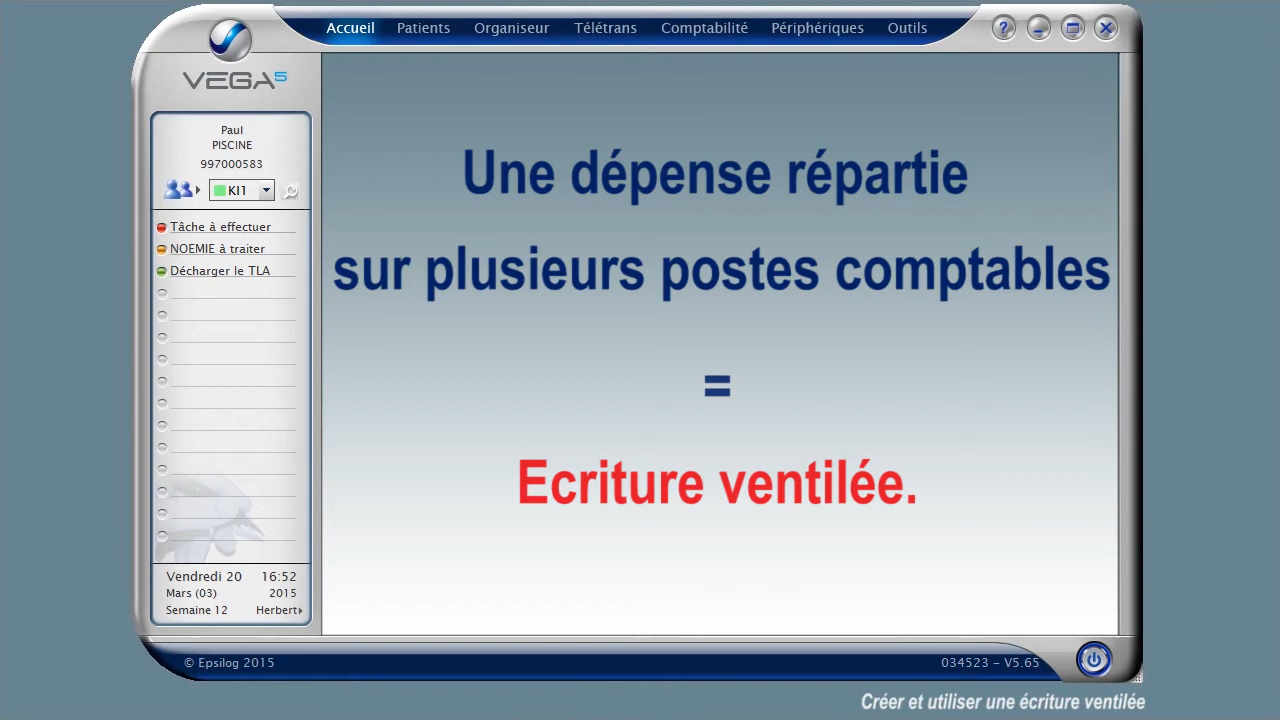 Accueil Patients Organiseur Télétrans Comptabilité Périphériques Outils
?
VEGA5
Paul
PISCINE
997000583
KI1
Tâche à effectuer
NOEMIE à traiter
Décharger le TLA
Une dépense répartie
sur plusieurs postes comptables
=
Ecriture ventilée.
Vendredi 20 16:52
Mars (03) 2015
Semaine 12 Herbert
© Epsilog 2015
034523 – V5.65
Créer et utiliser une écriture ventilée